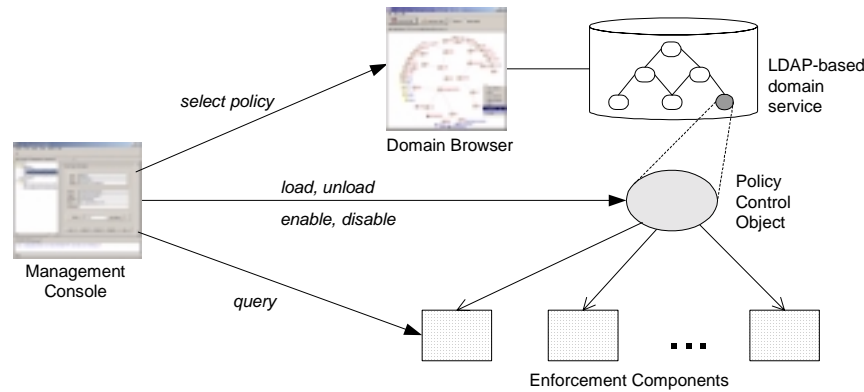 LDAP-based
domain
service
select policy
Domain Browser
load, unload
enable, disable
Policy
Control
Object
Management
Console
query
Enforcement Components